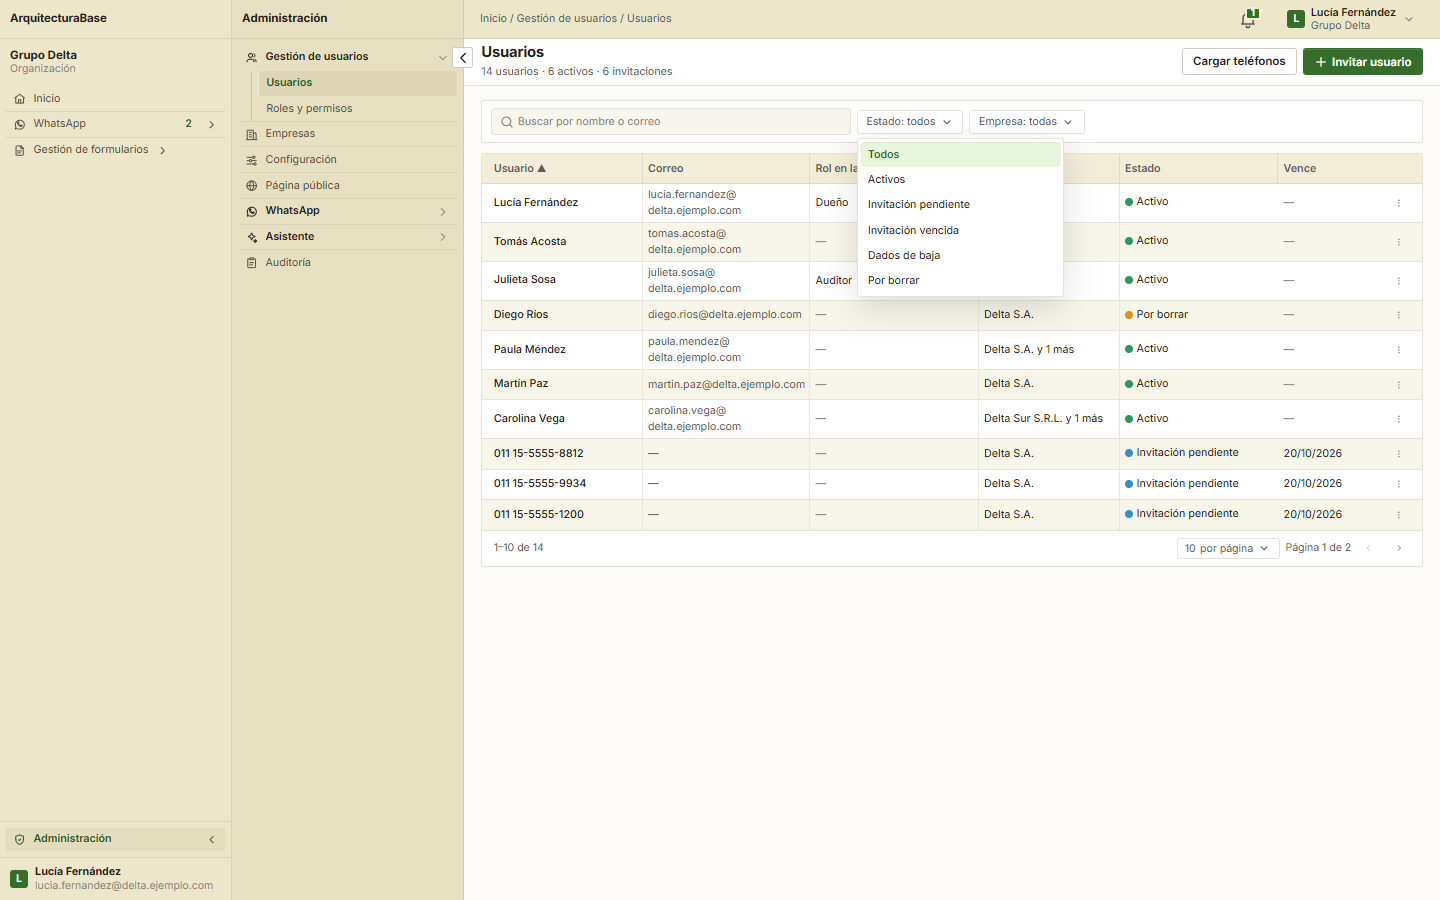 ArquitecturaBase
Grupo Delta
Organización
Inicio
WhatsApp 2
Gestión de formularios
Administración
Lucía Fernández
L
lucia.fernandez@delta.ejemplo.com
Administración
Gestión de usuarios
Usuarios
Roles y permisos
Empresas
Configuración
Página pública
WhatsApp
Asistente
Auditoría
Inicio / Gestión de usuarios / Usuarios
1
L
Lucía Fernández
Grupo Delta
Usuarios
14 usuarios · 6 activos · 6 invitaciones
Cargar teléfonos
Invitar usuario
Buscar por nombre o correo
Estado: todos
Empresa: todas
Todos
Activos
Invitación pendiente
Invitación vencida
Dados de baja
Por borrar
Usuario ▲ Correo Rol en la Estado Vence
Lucía Fernández lucia.fernandez@
delta.ejemplo.com Dueño Activo —
Tomás Acosta tomas.acosta@
delta.ejemplo.com — Activo —
Julieta Sosa julieta.sosa@
delta.ejemplo.com Auditor Activo —
Diego Ríos diego.rios@delta.ejemplo.com — Delta S.A. Por borrar —
Paula Méndez paula.mendez@
delta.ejemplo.com — Delta S.A. y 1 más Activo —
Martín Paz martin.paz@delta.ejemplo.com — Delta S.A. Activo —
Carolina Vega carolina.vega@
delta.ejemplo.com — Delta Sur S.R.L. y 1 más Activo —
011 15-5555-8812 — — Delta S.A. Invitación pendiente 20/10/2026
011 15-5555-9934 — — Delta S.A. Invitación pendiente 20/10/2026
011 15-5555-1200 — — Delta S.A. Invitación pendiente 20/10/2026
1–10 de 14
10 por página
Página 1 de 2